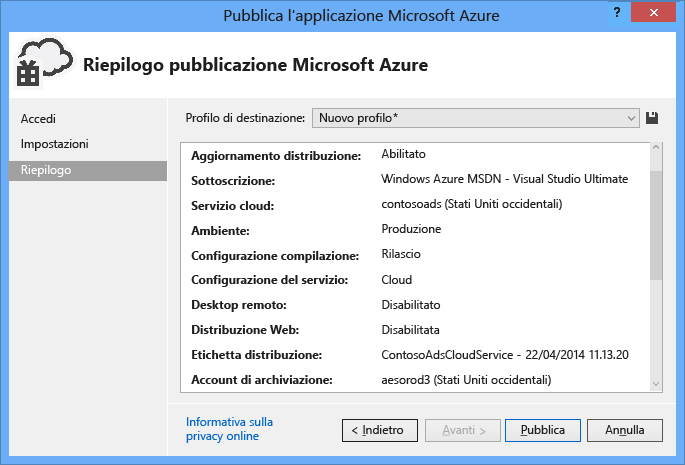 Pubblica l'applicazione Microsoft Azure
?
Riepilogo pubblicazione Microsoft Azure
Accedi
Impostazioni
Riepilogo
Profilo di destinazione: Nuovo profilo*
Aggiornamento distribuzione: Abilitato
Sottoscrizione: Windows Azure MSDN - Visual Studio Ultimate
Servizio cloud: contosoads (Stati Uniti occidentali)
Ambiente: Produzione
Configurazione compilazione: Rilascio
Configurazione del servizio: Cloud
Desktop remoto: Disabilitato
Distribuzione Web: Disabilitata
Etichetta distribuzione: ContosoAdsCloudService - 22/04/2014 11.13.20
Account di archiviazione: aesorod3 (Stati Uniti occidentali)
Informativa sulla
privacy online
< Indietro Avanti > Pubblica Annulla